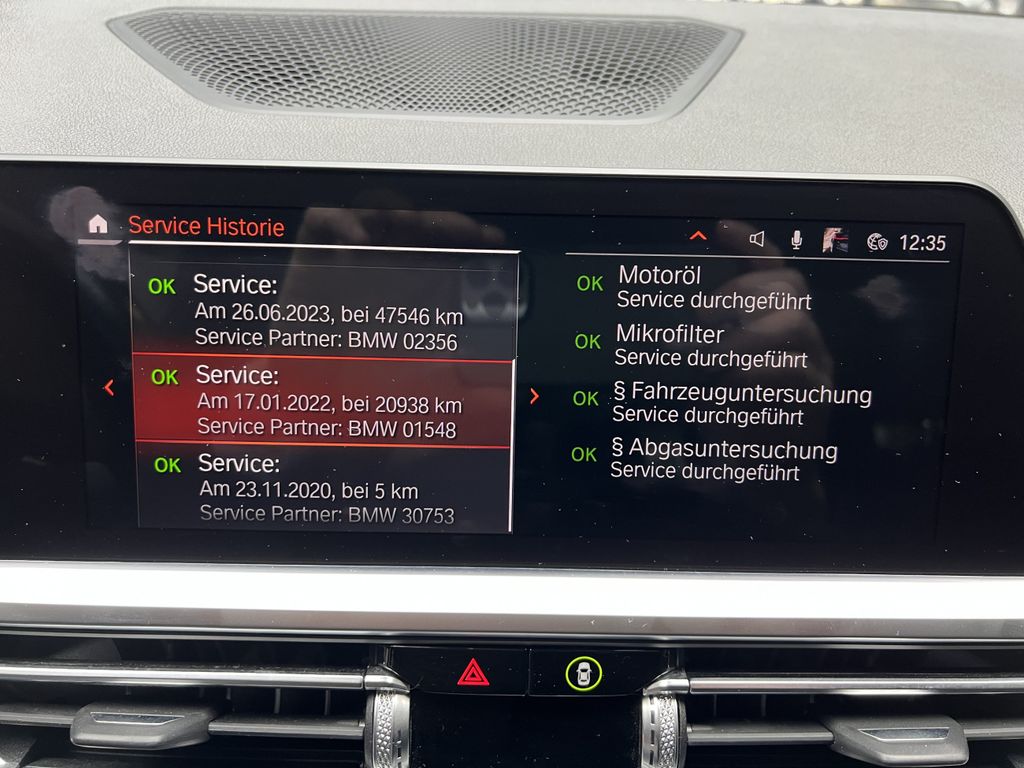 Service Historie
12:35
OK Service:
Am 26.06.2023, bei 47546 km
Service Partner: BMW 02356
OK Service:
Am 17.01.2022, bei 20938 km
Service Partner: BMW 01548
OK Service:
Am 23.11.2020, bei 5 km
Service Partner: BMW 30753
OK Motoröl
Service durchgeführt
OK Mikrofilter
Service durchgeführt
OK § Fahrzeuguntersuchung
Service durchgeführt
OK § Abgasuntersuchung
Service durchgeführt